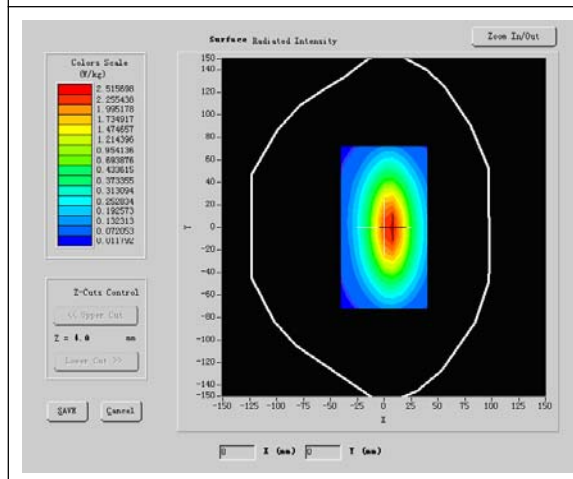 Surface Radiated Intensity
Zoom In/Out
Colors Scale
(W/kg)
2.515698
2.255438
1.995178
1.734917
1.474657
1.214396
0.954136
0.693876
0.433615
0.373355
0.313094
0.252834
0.192573
0.132313
0.072053
0.011792
150
140
120
100
80
60
40
20
0
-20
-40
-60
-80
-100
-120
-140
-150
Y
-150 -125 -100 -75 -50 -25 0 25 50 75 100 125 150
X
Z-Cuts Control
<< Upper Cut
Z = 4.0 mm
Lower Cut >>
SAVE Cancel
0 X (mm) 0 Y (mm)